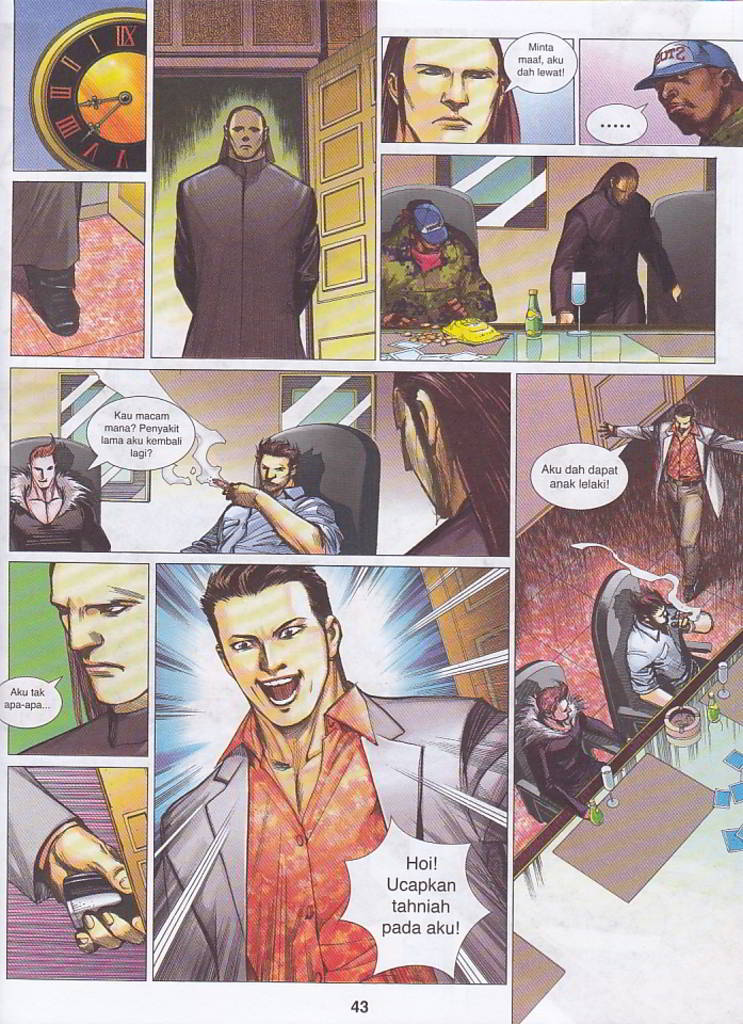 Minta
maaf, aku
dah lewat!
.....
Kau macam
mana? Penyakit
lama aku kembali
lagi?
Aku dah dapat
anak lelaki!
Aku tak
apa-apa...
Hoi!
Ucapkan
tahniah
pada aku!
43